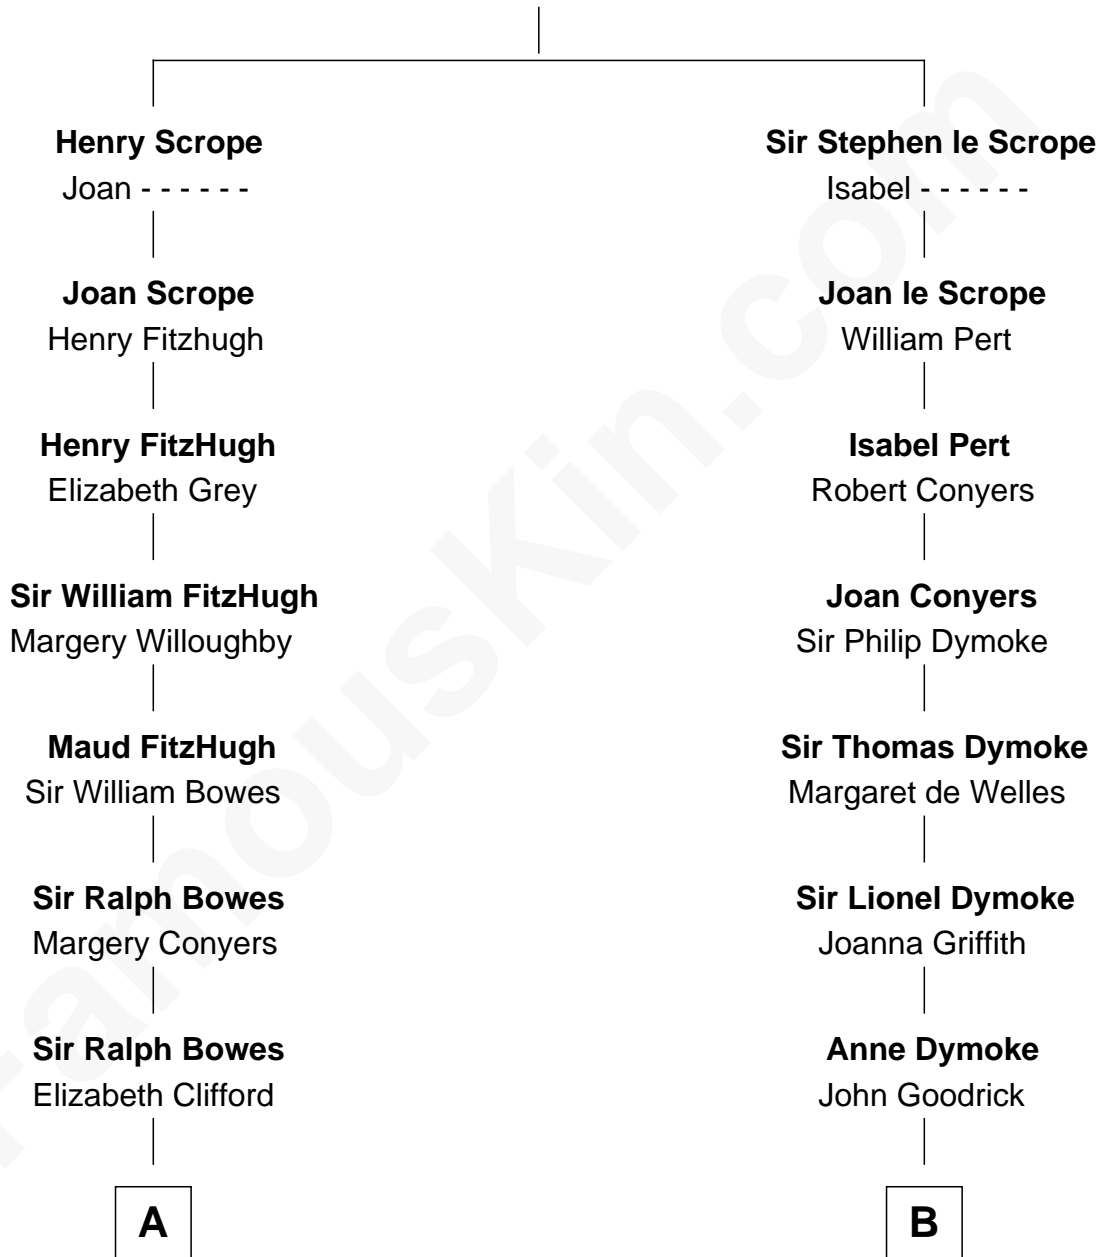 Henry Scrope
Joan - - - - - -
Joan Scrope
Henry Fitzhugh
Henry FitzHugh
Elizabeth Grey
Sir William FitzHugh
Margery Willoughby
Maud FitzHugh
Sir William Bowes
Sir Ralph Bowes
Margery Conyers
Sir Ralph Bowes
Elizabeth Clifford
A
Sir Stephen le Scrope
Isabel - - - - - -
Joan le Scrope
William Pert
Isabel Pert
Robert Conyers
Joan Conyers
Sir Philip Dymoke
Sir Thomas Dymoke
Margaret de Welles
Sir Lionel Dymoke
Joanna Griffith
Anne Dymoke
John Goodrick
B
FamousKin.com